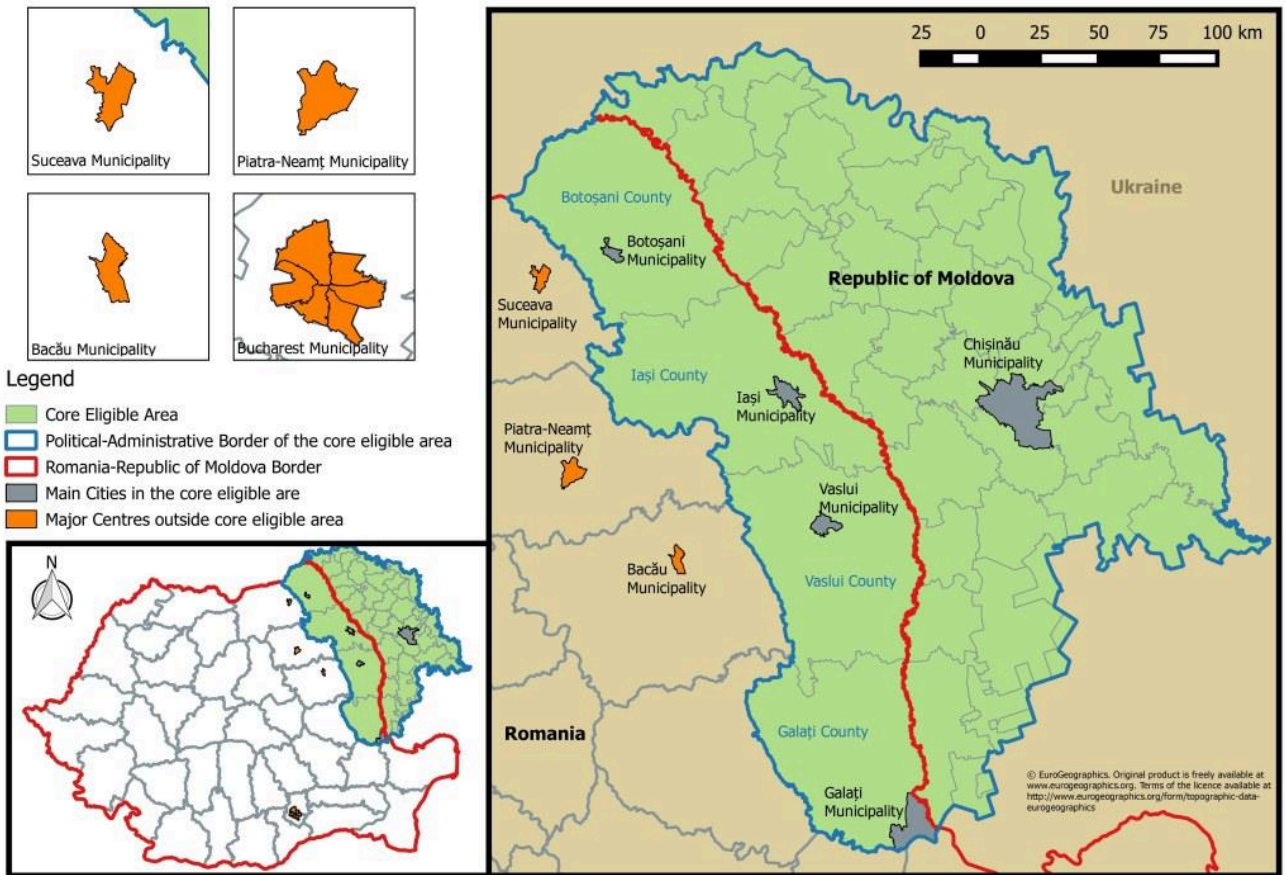 Suceava Municipality
Piatra-Neamț Municipality
Bacău Municipality
Bucharest Municipality
Legend
Core Eligible Area
Political-Administrative Border of the core eligible area
Romania-Republic of Moldova Border
Main Cities in the core eligible are
Major Centres outside core eligible area
N
25 0 25 50 75 100 km
Ukraine
Botoșani County
Botoșani
Municipality
Republic of Moldova
Suceava
Municipality
Chișinău
Municipality
Iași County
Iași
Municipality
Piatra-Neamț
Municipality
Vaslui
Municipality
Bacău
Municipality
Vaslui County
Romania
Galați County
Galați
Municipality
© EuroGeographics. Original product is freely available at
www.eurogeographics.org. Terms of the licence available at
http://www.eurogeographics.org/form/topographic-data-
eurogeographics